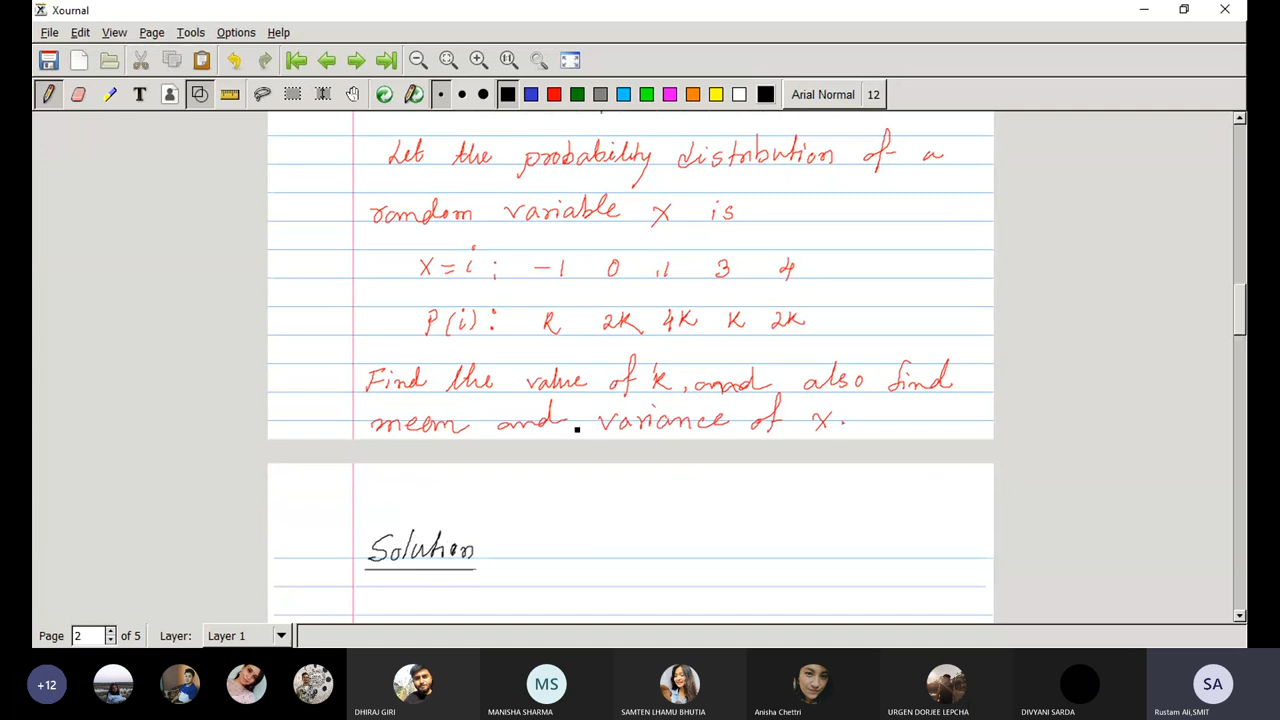 Xournal
File Edit View Page Tools Options Help
Arial Normal 12
Let the probability distribution of a
random variable X is
X = i : -1 0 1 3 4
P(i) : K 2K 4K K 2K
Find the value of K, and also find
mean and variance of X.
Solution
Page 2 of 5 Layer: Layer 1
+12 DHIRAJ GIRI MS MANISHA SHARMA SAMTEN LHAMU BHUTIA Anisha Chettri URGEN DORJEE LEPCHA DIVYANI SARDA SA Rustam Ali,SMIT